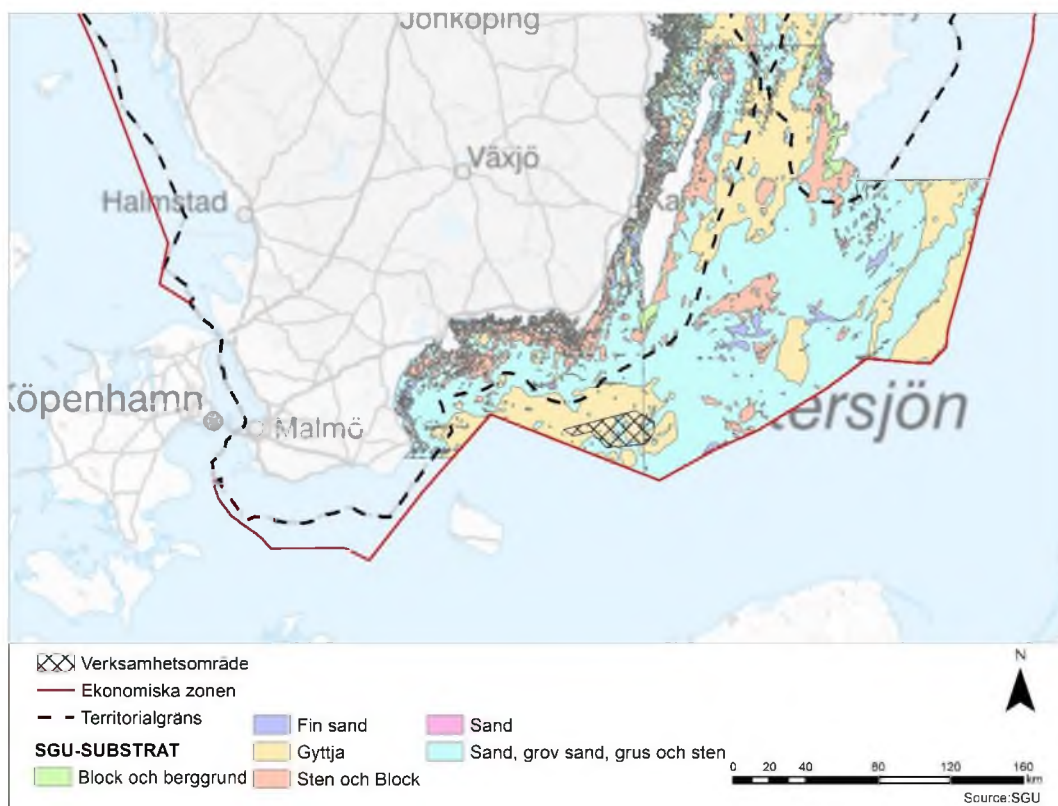 Jönköping
Växjö
Halmstad
Kal
Köpenhamn
Malmö
ersjön
Verksamhetsområde
Ekonomiska zonen
Territorialgräns
SGU-SUBSTRAT
Block och berggrund
Fin sand
Gyttja
Sten och Block
Sand
Sand, grov sand, grus och sten
N
0 20 40 80 120 160
km
Source:SGU